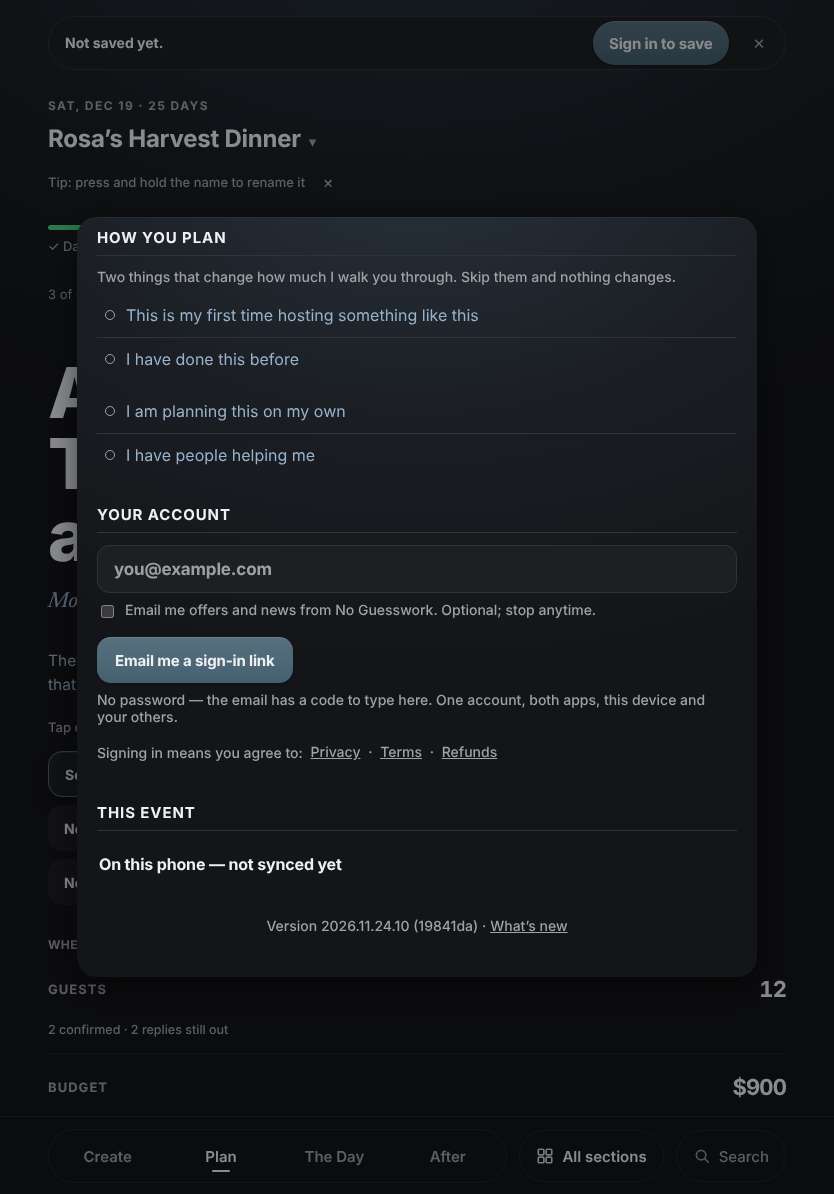 Not saved yet.
Sign in to save ×
SAT, DEC 19 · 25 DAYS
Rosa’s Harvest Dinner ▾
Tip: press and hold the name to rename it ×
✓
3 of
HOW YOU PLAN
Two things that change how much I walk you through. Skip them and nothing changes.
This is my first time hosting something like this
I have done this before
I am planning this on my own
I have people helping me
YOUR ACCOUNT
you@example.com
Email me offers and news from No Guesswork. Optional; stop anytime.
Email me a sign-in link
No password — the email has a code to type here. One account, both apps, this device and
your others.
Signing in means you agree to: Privacy · Terms · Refunds
THIS EVENT
On this phone — not synced yet
Version 2026.11.24.10 (19841da) · What’s new
The
that
Tap
GUESTS 12
2 confirmed · 2 replies still out
BUDGET $900
Create Plan The Day After All sections Search